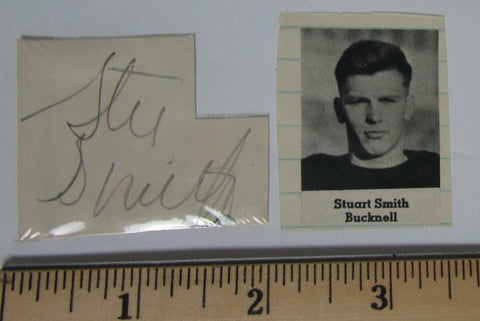 Stu
Smith
Stuart Smith
Bucknell
1 2 3